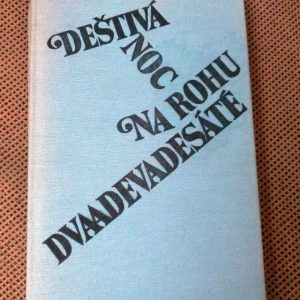 DEŠTIVÁ
NOC
NA ROHU
DVAADEVADESÁTÉ